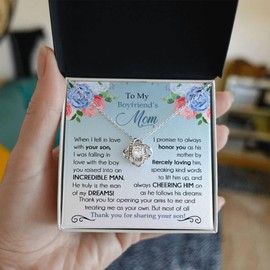 To My
Boyfriend's
Mom
When I fell in love
with your son,
I was falling
in love with the boy
you raised into an
INCREDIBLE MAN.
He truly is the man
of my DREAMS!
I promise to always
honor you as
his mother by
fiercely loving him,
speaking kind words
to lift him up, and
always CHEERING HIM on
as he follows his dreams
Thank you for opening your arms to me and
treating me as your own. But most of all
Thank you for sharing your son!